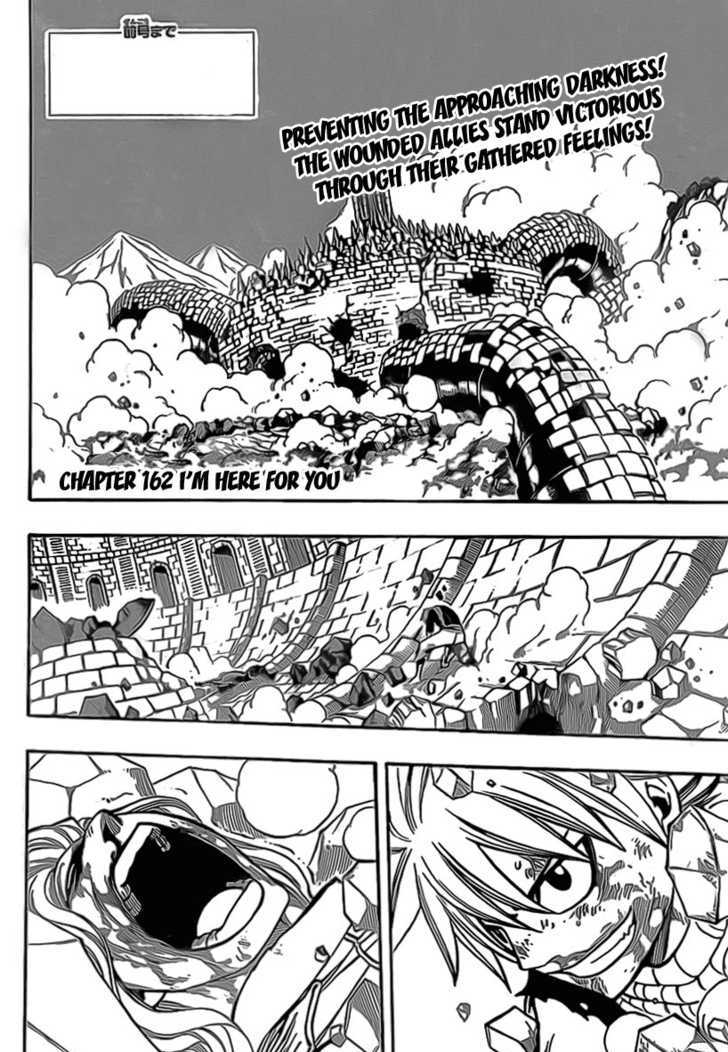 前号まで
PREVENTING THE APPROACHING DARKNESS!
THE WOUNDED ALLIES STAND VICTORIOUS
THROUGH THEIR GATHERED FEELINGS!
CHAPTER 162 I'M HERE FOR YOU